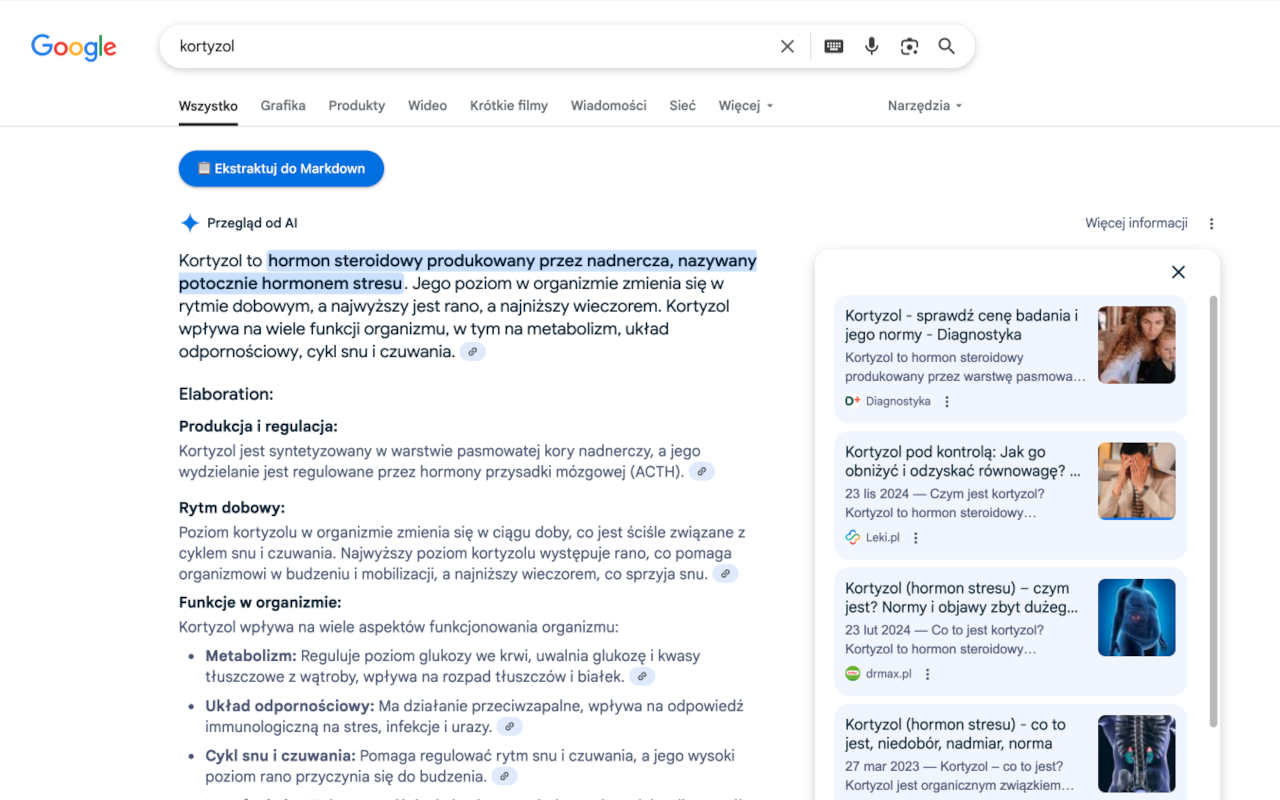 Google
kortyzol
Wszystko Grafika Produkty Wideo Krótkie filmy Wiadomości Sieć Więcej Narzędzia
Ekstraktuj do Markdown
Przegląd od AI
Więcej informacji
Kortyzol to hormon steroidowy produkowany przez nadnercza, nazywany
potocznie hormonem stresu. Jego poziom w organizmie zmienia się w
rytmie dobowym, a najwyższy jest rano, a najniższy wieczorem. Kortyzol
wpływa na wiele funkcji organizmu, w tym na metabolizm, układ
odpornościowy, cykl snu i czuwania.
Elaboration:
Produkcja i regulacja:
Kortyzol jest syntetyzowany w warstwie pasmowatej kory nadnerczy, a jego
wydzielanie jest regulowane przez hormony przysadki mózgowej (ACTH).
Rytm dobowy:
Poziom kortyzolu w organizmie zmienia się w ciągu doby, co jest ściśle związane z
cyklem snu i czuwania. Najwyższy poziom kortyzolu występuje rano, co pomaga
organizmowi w budzeniu i mobilizacji, a najniższy wieczorem, co sprzyja snu.
Funkcje w organizmie:
Kortyzol wpływa na wiele aspektów funkcjonowania organizmu:
• Metabolizm: Reguluje poziom glukozy we krwi, uwalnia glukozę i kwasy
tłuszczowe z wątroby, wpływa na rozpad tłuszczów i białek.
• Układ odpornościowy: Ma działanie przeciwzapalne, wpływa na odpowiedź
immunologiczną na stres, infekcje i urazy.
• Cykl snu i czuwania: Pomaga regulować rytm snu i czuwania, a jego wysoki
poziom rano przyczynia się do budzenia.
Kortyzol - sprawdź cenę badania i
jego normy - Diagnostyka
Kortyzol to hormon steroidowy
produkowany przez warstwę pasmowa...
D+ Diagnostyka
Kortyzol pod kontrolą: Jak go
obniżyć i odzyskać równowagę? ...
23 lis 2024 — Czym jest kortyzol?
Kortyzol to hormon steroidowy...
Leki.pl
Kortyzol (hormon stresu) – czym
jest? Normy i objawy zbyt dużeg...
23 lut 2024 — Co to jest kortyzol?
Kortyzol to hormon steroidowy...
drmax.pl
Kortyzol (hormon stresu) - co to
jest, niedobór, nadmiar, norma
27 mar 2023 — Kortyzol – co to jest?
Kortyzol jest organicznym związkiem...